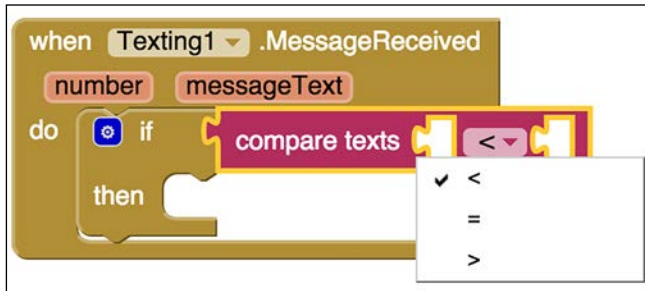 when Texting1 .MessageReceived
number messageText
do if compare texts <
then
✓ <
=
>